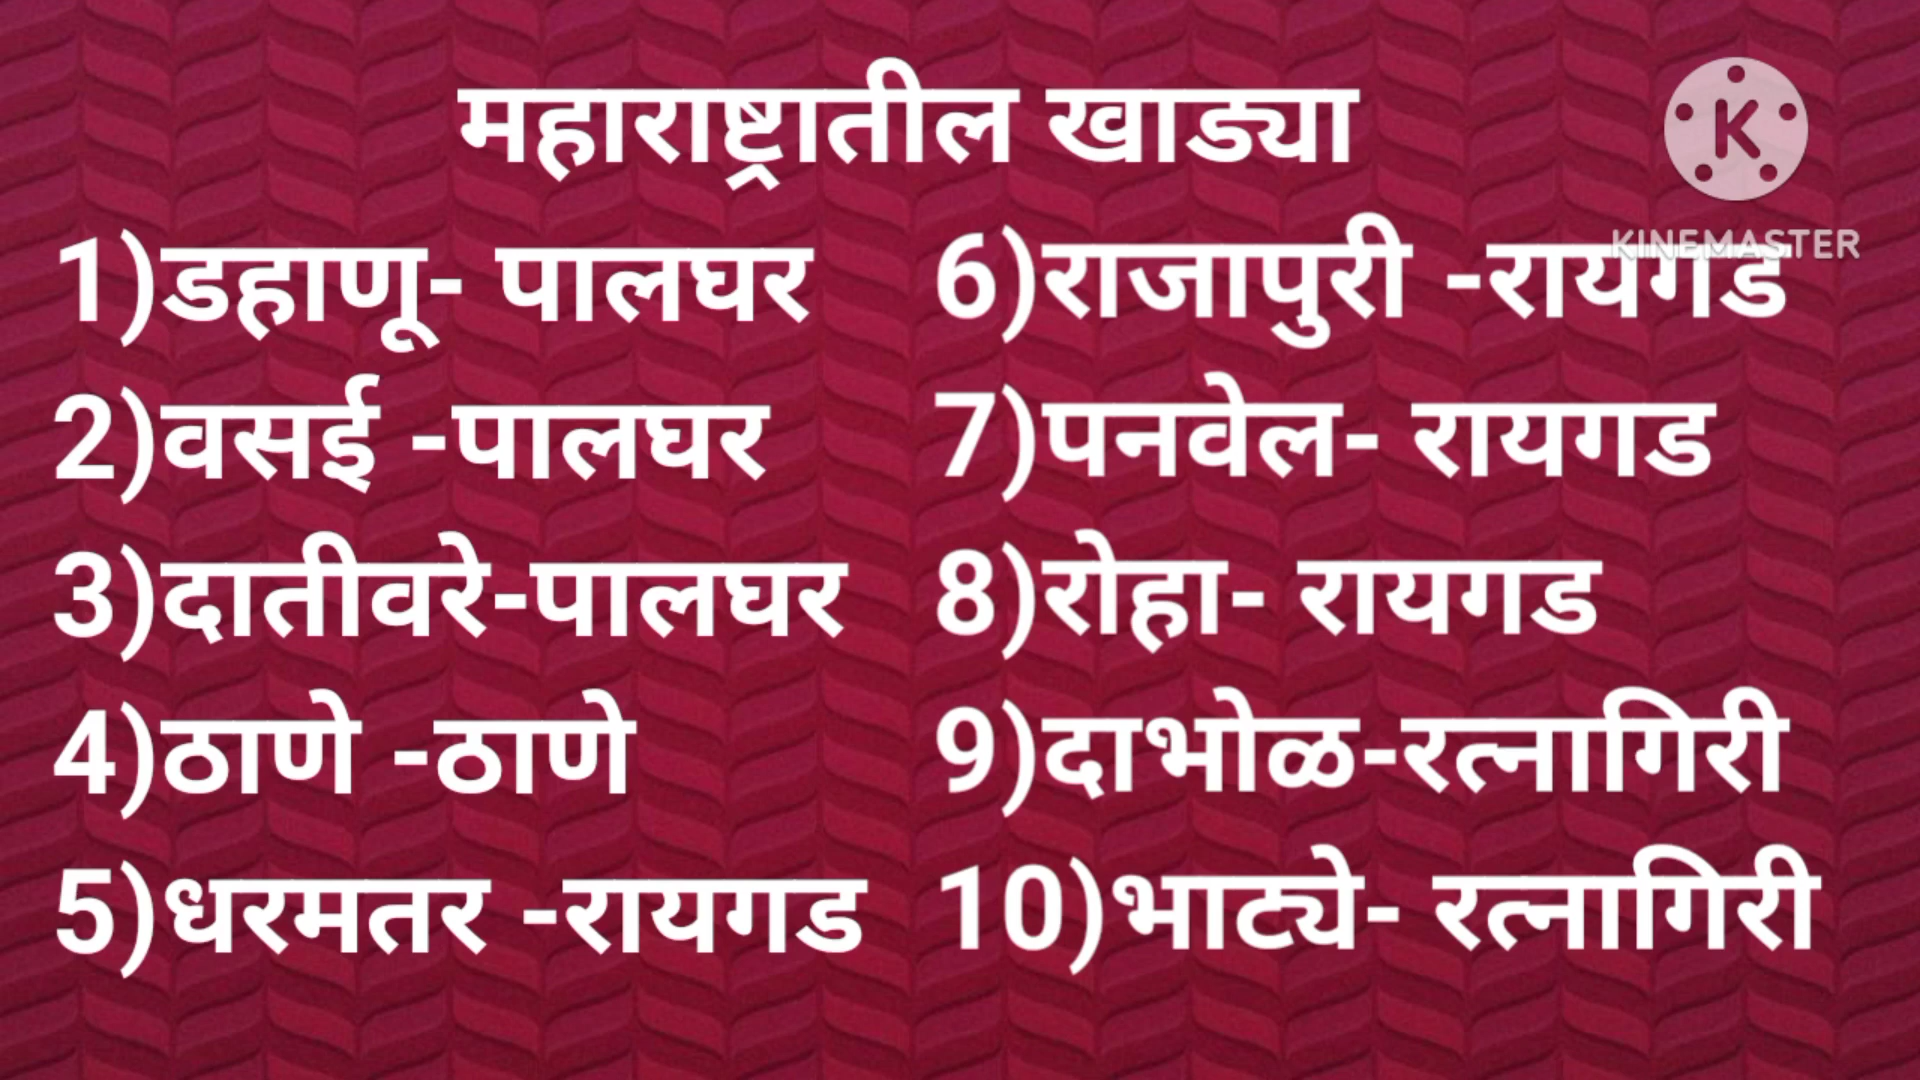 महाराष्ट्रातील खाड्या
1)डहाणू- पालघर
2)वसई -पालघर
3)दातीवरे-पालघर
4)ठाणे -ठाणे
5)धरमतर -रायगड
6)राजापुरी -रायगड
7)पनवेल- रायगड
8)रोहा- रायगड
9)दाभोळ-रत्नागिरी
10)भाट्ये- रत्नागिरी
K
KINEMASTER